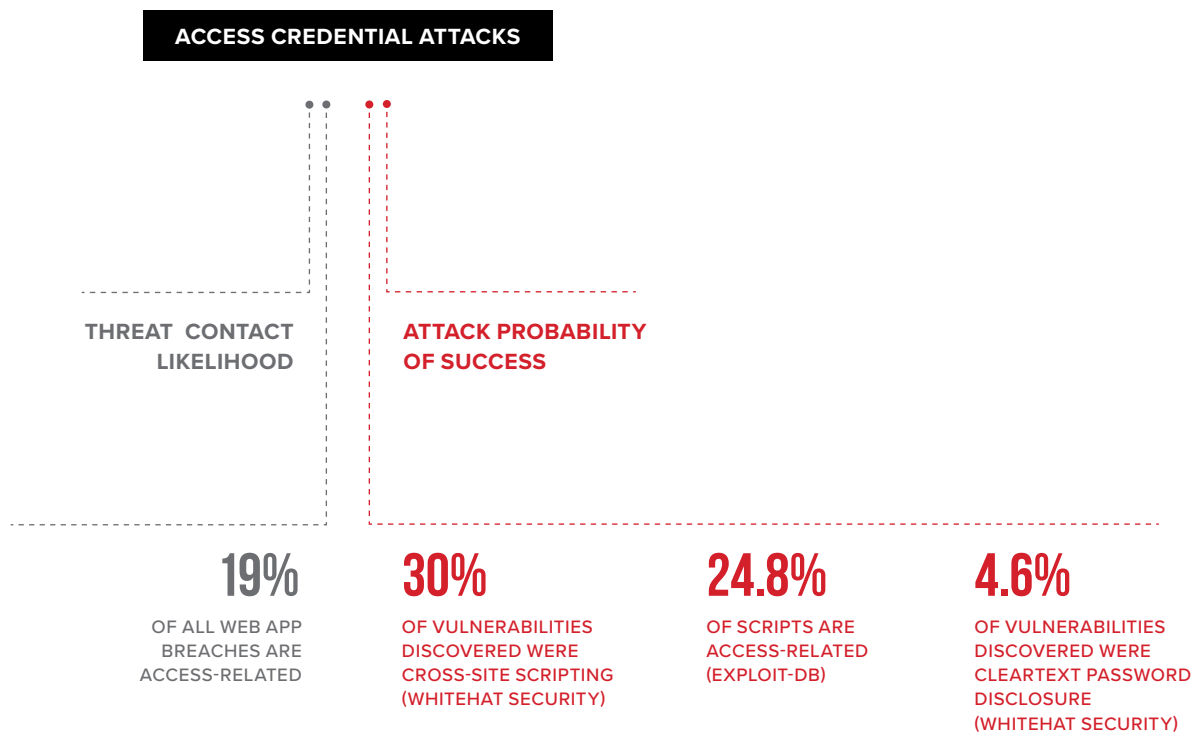 ACCESS CREDENTIAL ATTACKS
THREAT CONTACT
LIKELIHOOD
ATTACK PROBABILITY
OF SUCCESS
19%
OF ALL WEB APP
BREACHES ARE
ACCESS-RELATED
30%
OF VULNERABILITIES
DISCOVERED WERE
CROSS-SITE SCRIPTING
(WHITEHAT SECURITY)
24.8%
OF SCRIPTS ARE
ACCESS-RELATED
(EXPLOIT-DB)
4.6%
OF VULNERABILITIES
DISCOVERED WERE
CLEARTEXT PASSWORD
DISCLOSURE
(WHITEHAT SECURITY)